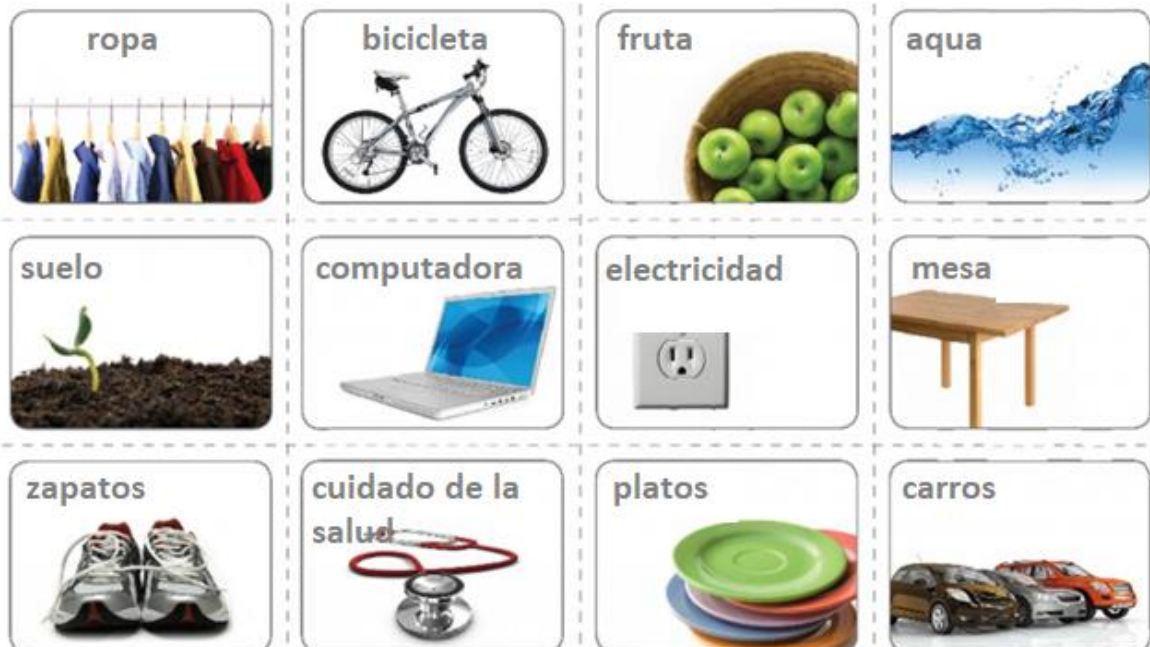 ropa
bicicleta
fruta
aqua
suelo
computadora
electricidad
mesa
zapatos
cuidado de la
salud
platos
carros